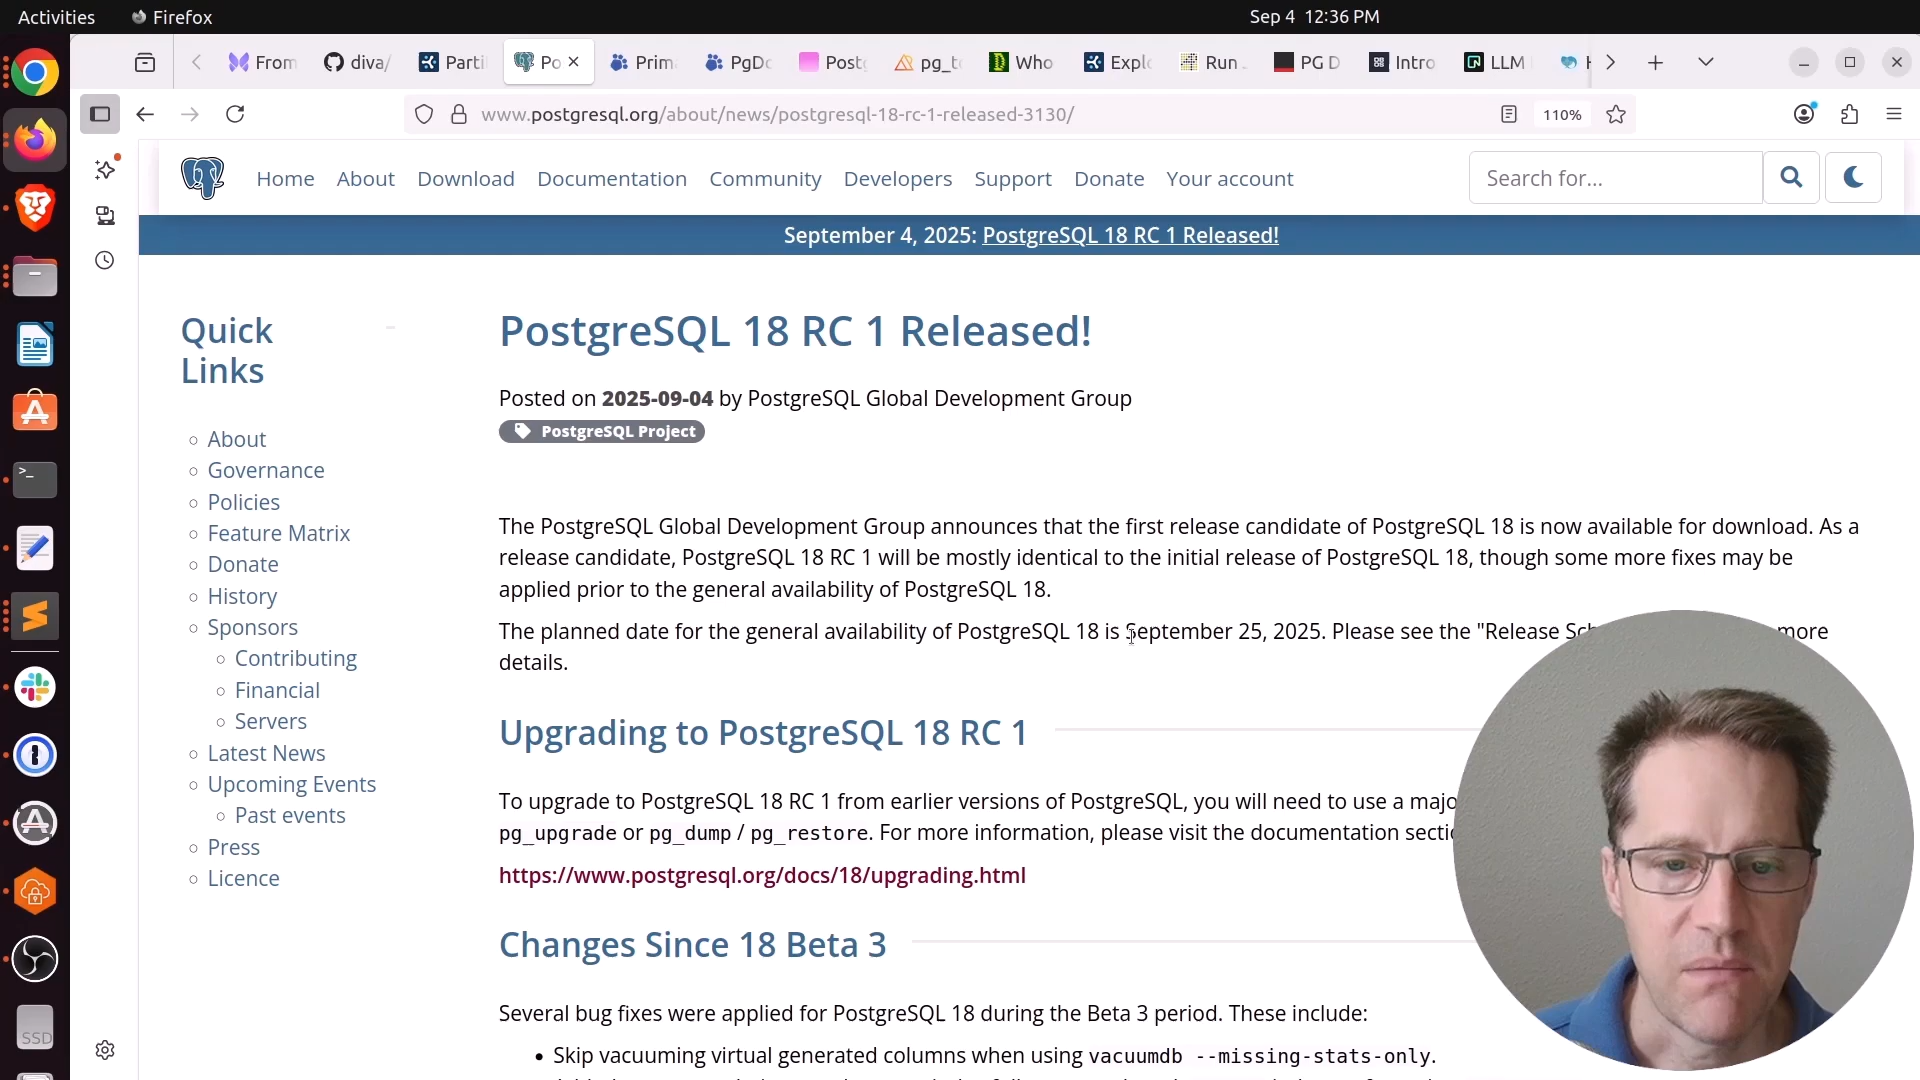 Activities
Firefox
Sep 4 12:36 PM
From
diva/
Parti
Po
Prim
PgDo
Post
pg_t
Who
Expl
Run
PG D
Intro
LLM
www.postgresql.org/about/news/postgresql-18-rc-1-released-3130/
110%
Home
About
Download
Documentation
Community
Developers
Support
Donate
Your account
Search for...
September 4, 2025: PostgreSQL 18 RC 1 Released!
Quick
Links
About
Governance
Policies
Feature Matrix
Donate
History
Sponsors
Contributing
Financial
Servers
Latest News
Upcoming Events
Past events
Press
Licence
PostgreSQL 18 RC 1 Released!
Posted on 2025-09-04 by PostgreSQL Global Development Group
PostgreSQL Project
The PostgreSQL Global Development Group announces that the first release candidate of PostgreSQL 18 is now available for download. As a
release candidate, PostgreSQL 18 RC 1 will be mostly identical to the initial release of PostgreSQL 18, though some more fixes may be
applied prior to the general availability of PostgreSQL 18.
The planned date for the general availability of PostgreSQL 18 is September 25, 2025. Please see the "Release Sch more
details.
Upgrading to PostgreSQL 18 RC 1
To upgrade to PostgreSQL 18 RC 1 from earlier versions of PostgreSQL, you will need to use a majo
pg_upgrade or pg_dump / pg_restore. For more information, please visit the documentation secti
https://www.postgresql.org/docs/18/upgrading.html
Changes Since 18 Beta 3
Several bug fixes were applied for PostgreSQL 18 during the Beta 3 period. These include:
• Skip vacuuming virtual generated columns when using vacuumdb --missing-stats-only.
SSD